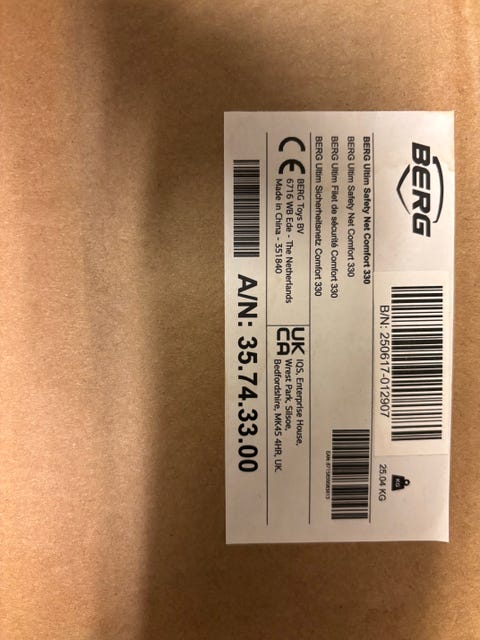 BERG
B/N: 250617-012907
KG
25.04 KG
BERG Ultim Safety Net Comfort 330
BERG Ultim Safety Net Comfort 330
BERG Ultim Filet de sécurité Comfort 330
BERG Ultim Sicherheitsnetz Comfort 330
CE
BERG Toys BV
6716 WB Ede - The Netherlands
Made in China - 351840
UK
CA
IQS, Enterprise House,
Wrest Park, Silsoe,
Bedfordshire, MK45 4HR, UK.
A/N: 35.74.33.00